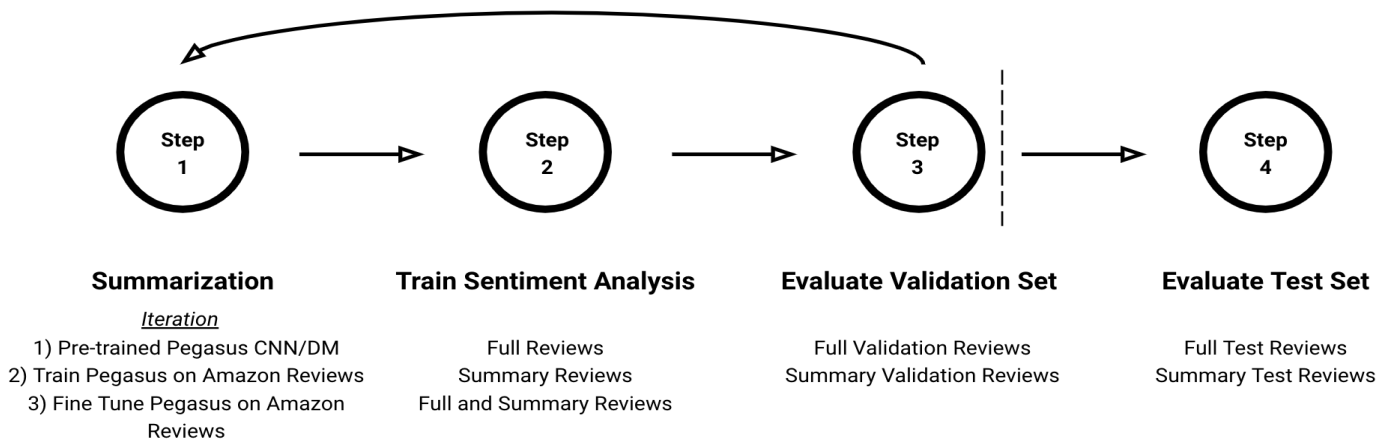 Step
1
Step
2
Step
3
Step
4
Summarization
Iteration
1) Pre-trained Pegasus CNN/DM
2) Train Pegasus on Amazon Reviews
3) Fine Tune Pegasus on Amazon
Reviews
Train Sentiment Analysis
Full Reviews
Summary Reviews
Full and Summary Reviews
Evaluate Validation Set
Full Validation Reviews
Summary Validation Reviews
Evaluate Test Set
Full Test Reviews
Summary Test Reviews